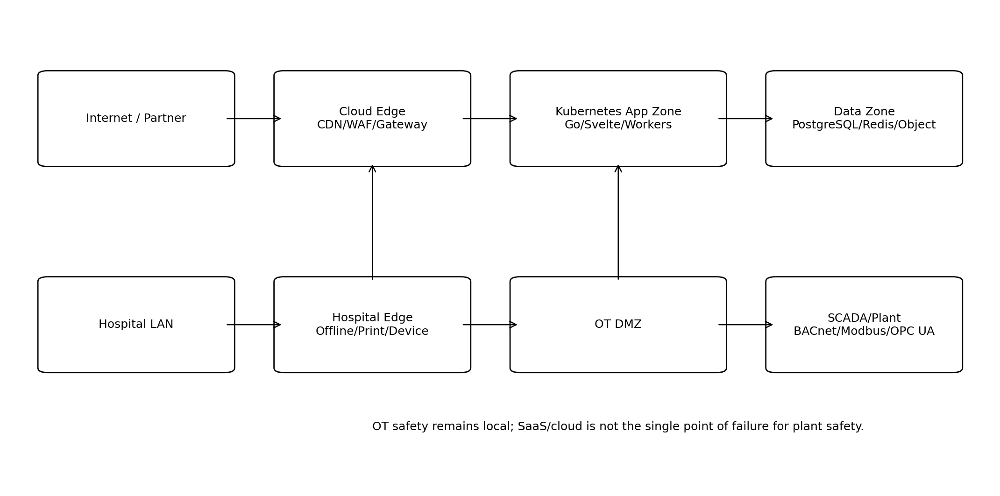 Internet / Partner
Cloud Edge
CDN/WAF/Gateway
Kubernetes App Zone
Go/Svelte/Workers
Data Zone
PostgreSQL/Redis/Object
Hospital LAN
Hospital Edge
Offline/Print/Device
OT DMZ
SCADA/Plant
BACnet/Modbus/OPC UA
OT safety remains local; SaaS/cloud is not the single point of failure for plant safety.